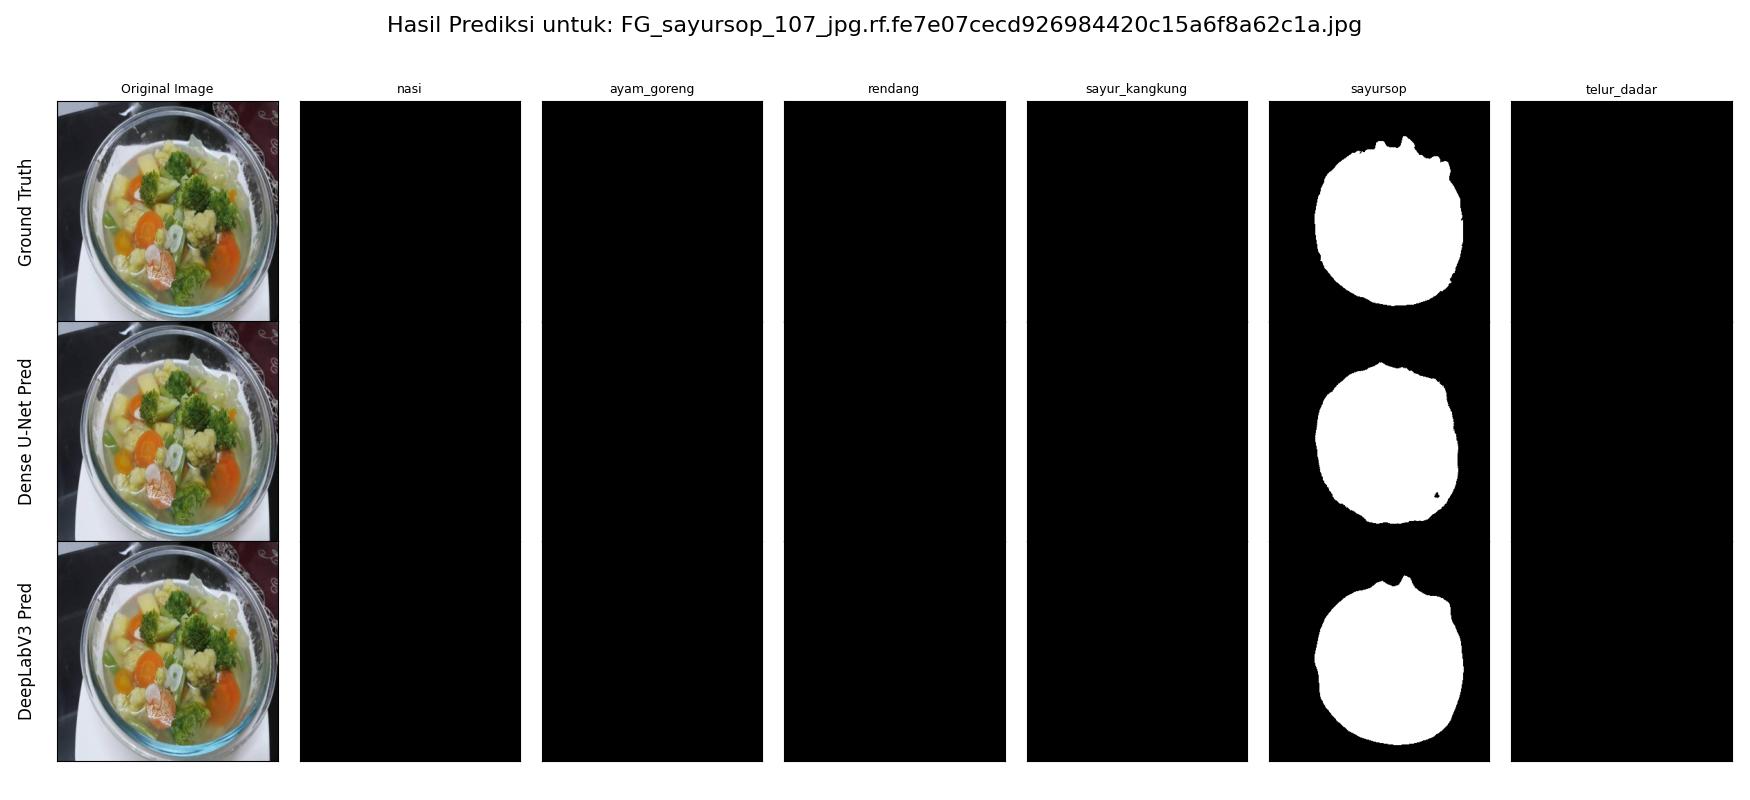 Hasil Prediksi untuk: FG_sayursop_107_jpg.rf.fe7e07cecd926984420c15a6f8a62c1a.jpg
Original Image nasi ayam_goreng rendang sayur_kangkung sayursop telur_dadar
Ground Truth
Dense U-Net Pred
DeepLabV3 Pred